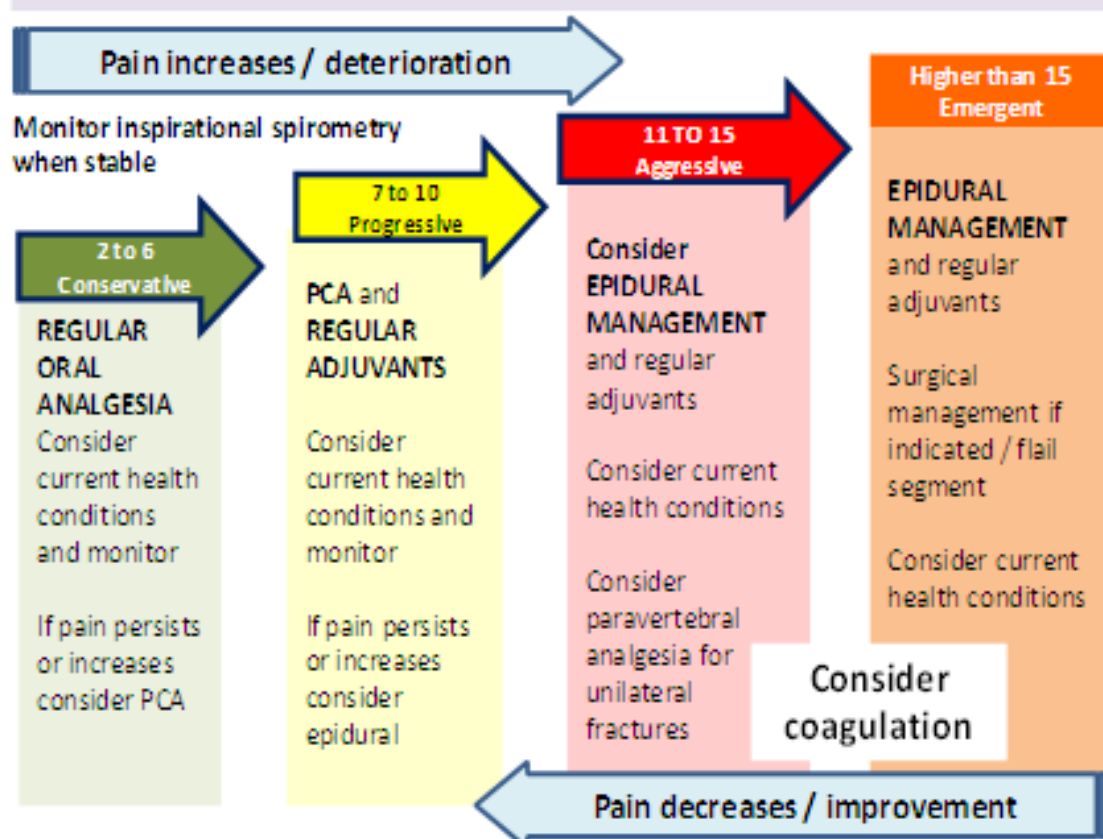 Pain increases / deterioration
Monitor inspirational spirometry
when stable
2 to 6
Conservative
REGULAR
ORAL
ANALGESIA
Consider
current health
conditions
and monitor
If pain persists
or increases
consider PCA
7 to 10
Progressive
PCA and
REGULAR
ADJUVANTS
Consider
current health
conditions and
monitor
If pain persists
or increases
consider
epidural
11 TO 15
Aggressive
Consider
EPIDURAL
MANAGEMENT
and regular
adjuvants
Consider current
health conditions
Consider
paravertebral
analgesia for
unilateral
fractures
Higher than 15
Emergent
EPIDURAL
MANAGEMENT
and regular
adjuvants
Surgical
management if
indicated / flail
segment
Consider current
health conditions
Consider
coagulation
Pain decreases / improvement